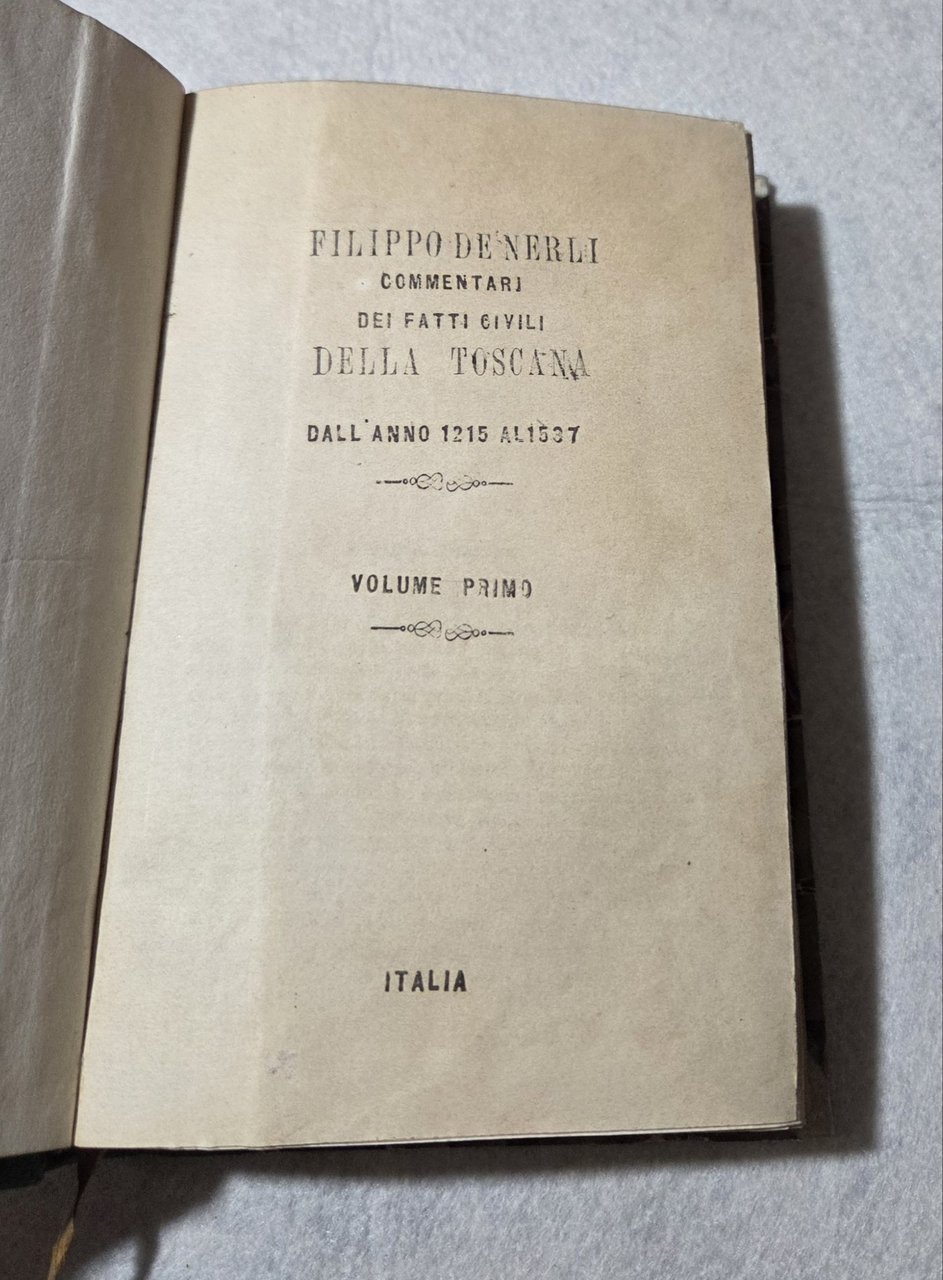 FILIPPO DE'NERLI
COMMENTARJ
DEI FATTI CIVILI
DELLA TOSCANA
DALL'ANNO 1215 AL 1537
VOLUME PRIMO
ITALIA